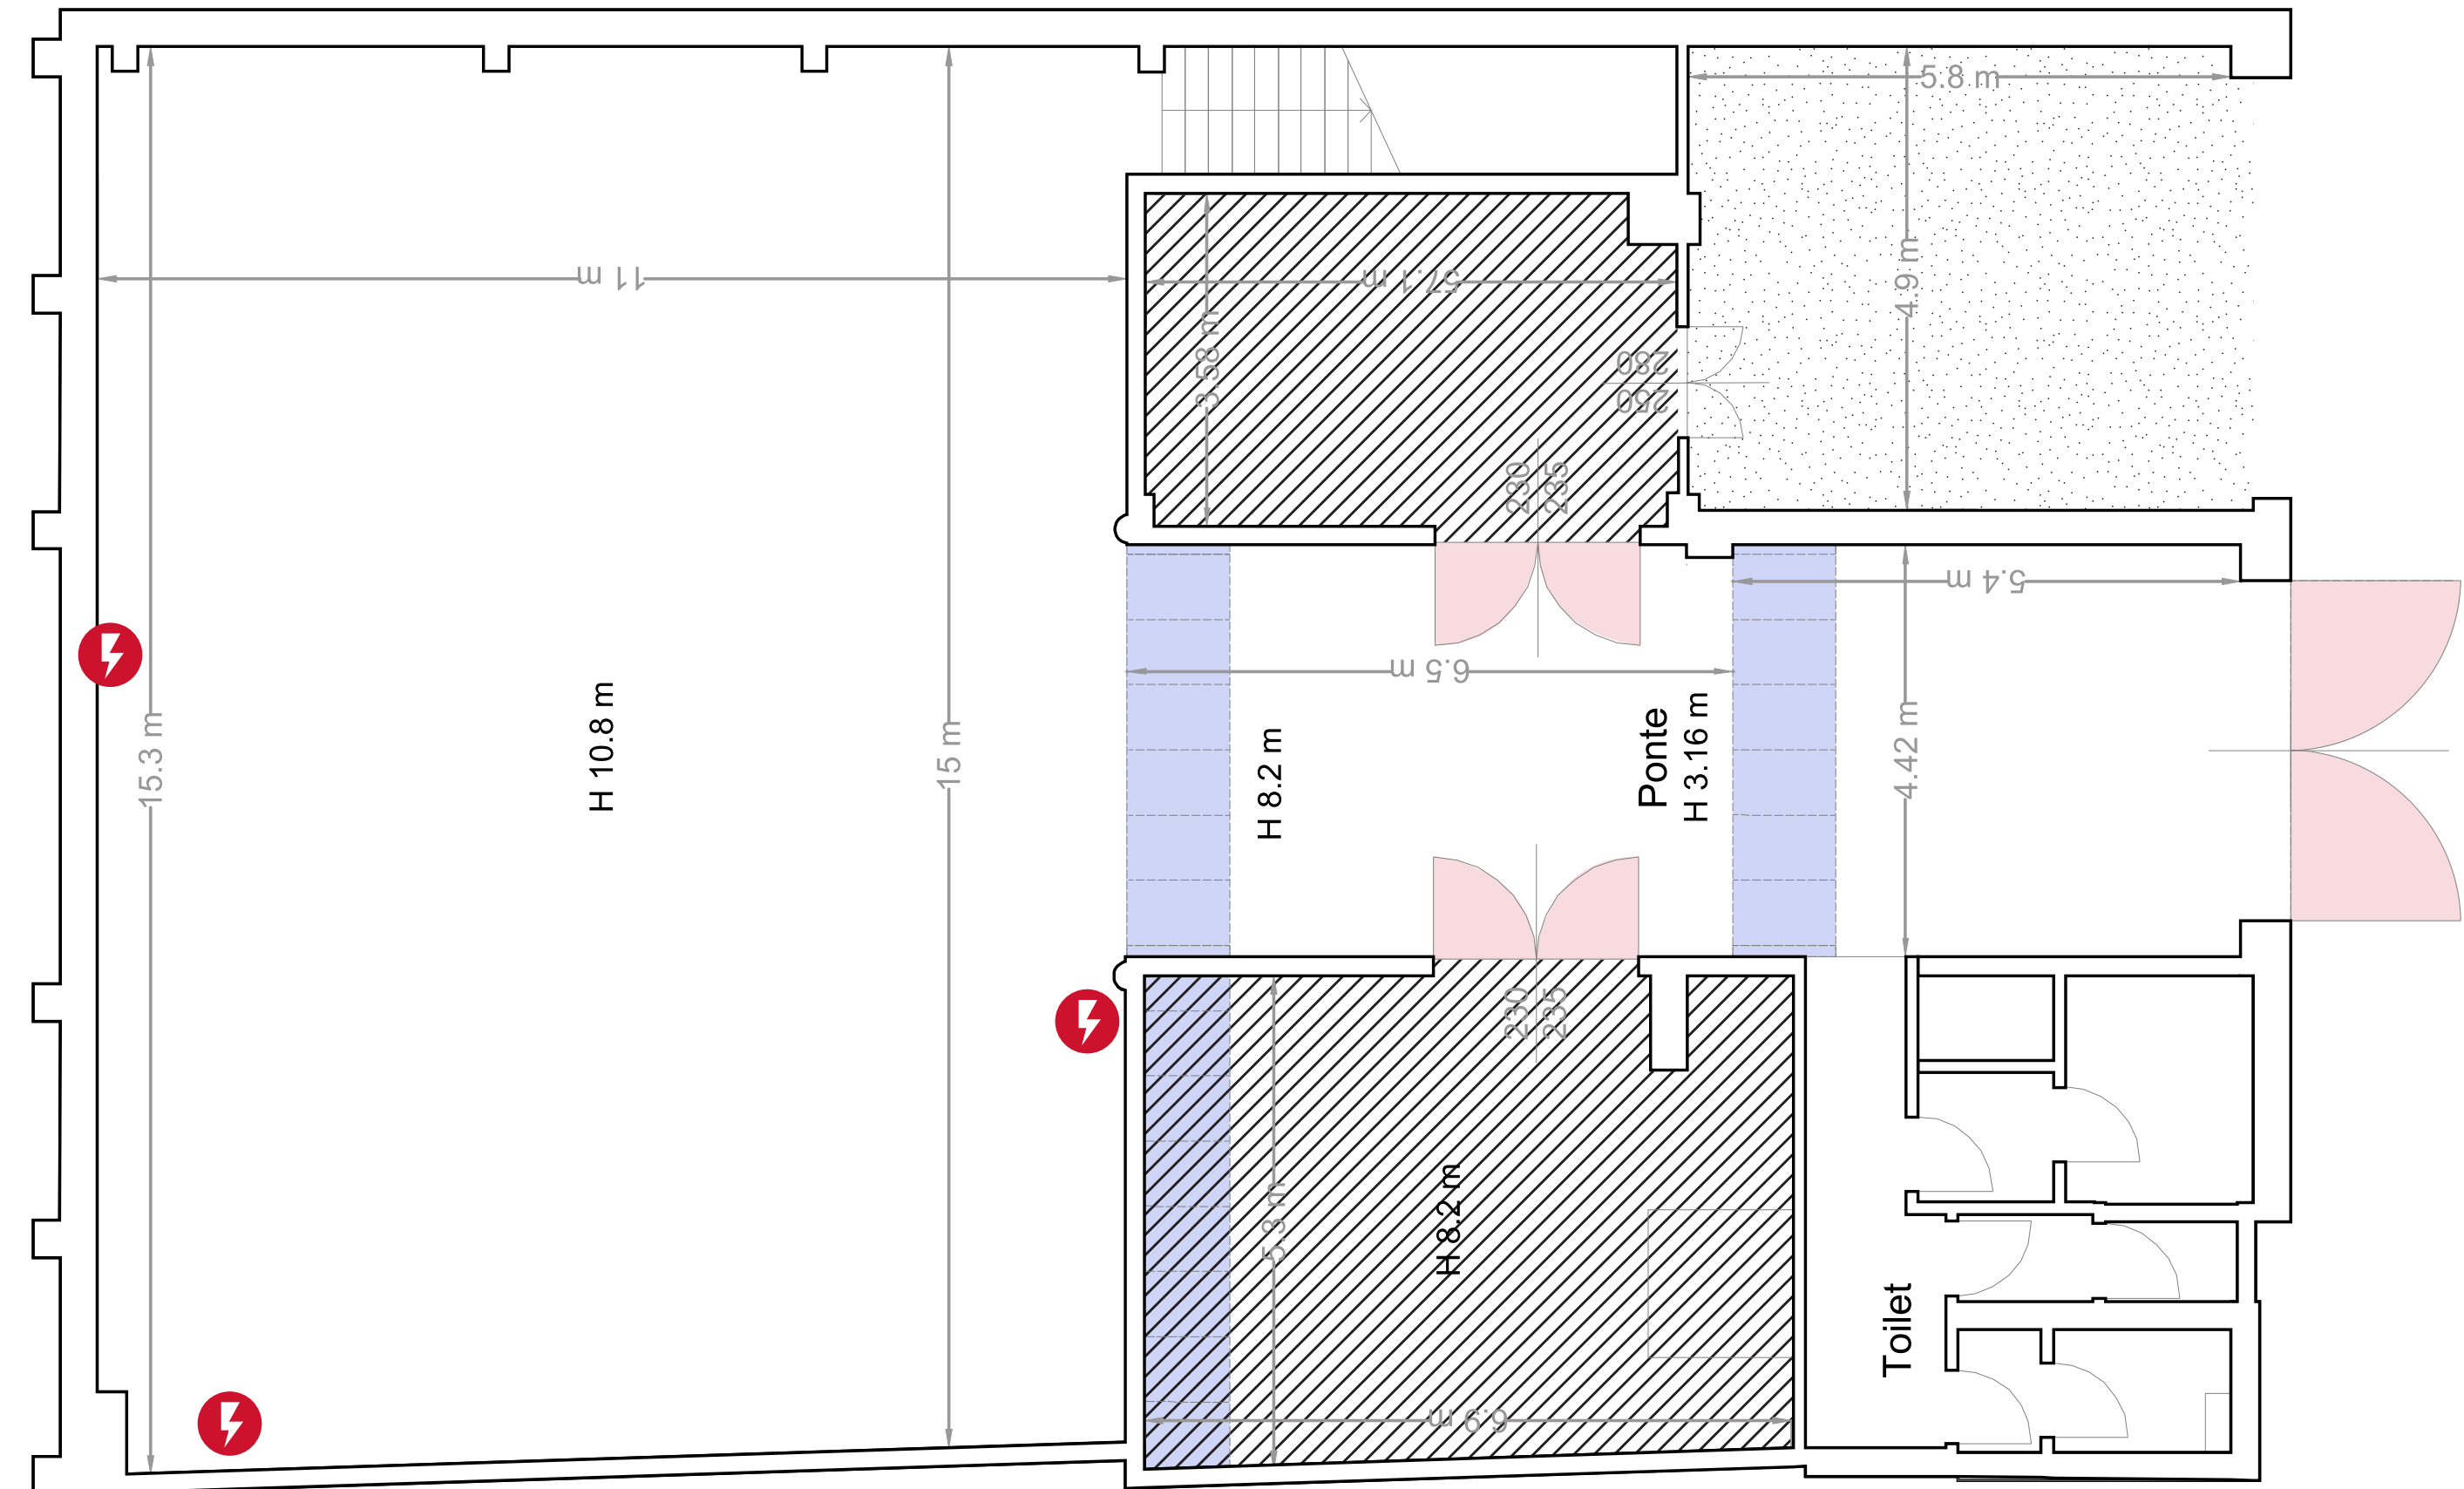 5.8 m
11 m
57.1 m
4.9 m
3.58 m
250
280
230
235
5.4 m
6.5 m
15.3 m
H 10.8 m
15 m
H 8.2 m
Ponte
H 3.16 m
4.42 m
230
235
5.3 m
H 8.2 m
6.9 m
Toilet